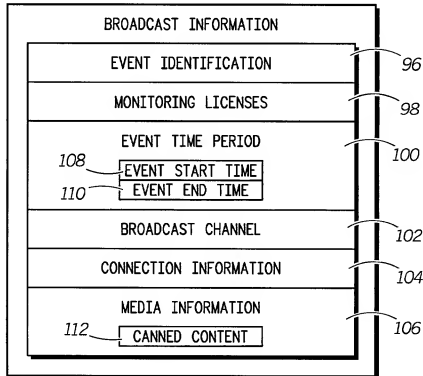 BROADCAST INFORMATION
EVENT IDENTIFICATION 96
MONITORING LICENSES 98
EVENT TIME PERIOD 100
108 EVENT START TIME
110 EVENT END TIME
BROADCAST CHANNEL 102
CONNECTION INFORMATION 104
MEDIA INFORMATION 106
112 CANNED CONTENT